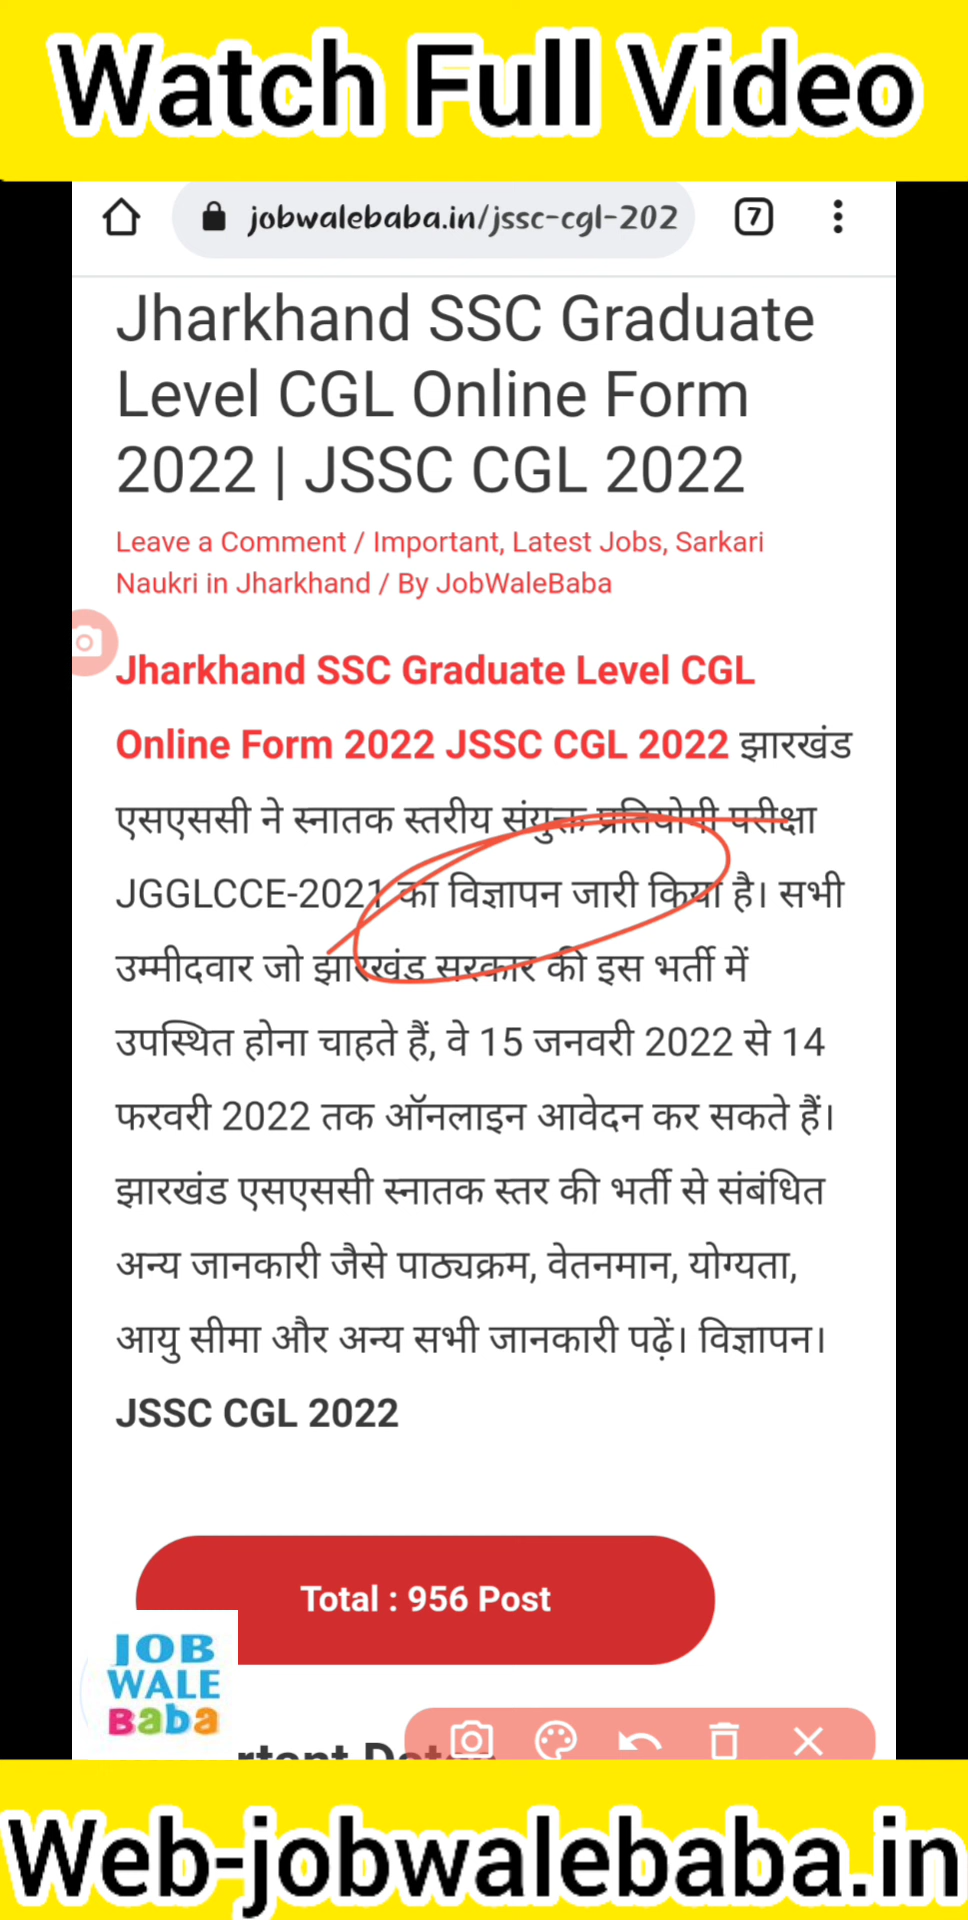 Watch Full Video
jobwalebaba.in/jssc-cgl-202
7
Jharkhand SSC Graduate
Level CGL Online Form
2022 | JSSC CGL 2022
Leave a Comment / Important, Latest Jobs, Sarkari
Naukri in Jharkhand / By JobWaleBaba
Jharkhand SSC Graduate Level CGL
Online Form 2022 JSSC CGL 2022 झारखंड
एसएससी ने स्नातक स्तरीय संयुक्त प्रतियोगी परीक्षा
JGGLCCE-2021 का विज्ञापन जारी किया है। सभी
उम्मीदवार जो झारखंड सरकार की इस भर्ती में
उपस्थित होना चाहते हैं, वे 15 जनवरी 2022 से 14
फरवरी 2022 तक ऑनलाइन आवेदन कर सकते हैं।
झारखंड एसएससी स्नातक स्तर की भर्ती से संबंधित
अन्य जानकारी जैसे पाठ्यक्रम, वेतनमान, योग्यता,
आयु सीमा और अन्य सभी जानकारी पढ़ें। विज्ञापन।
JSSC CGL 2022
Total : 956 Post
JOB
WALE
Baba
Web-jobwalebaba.in